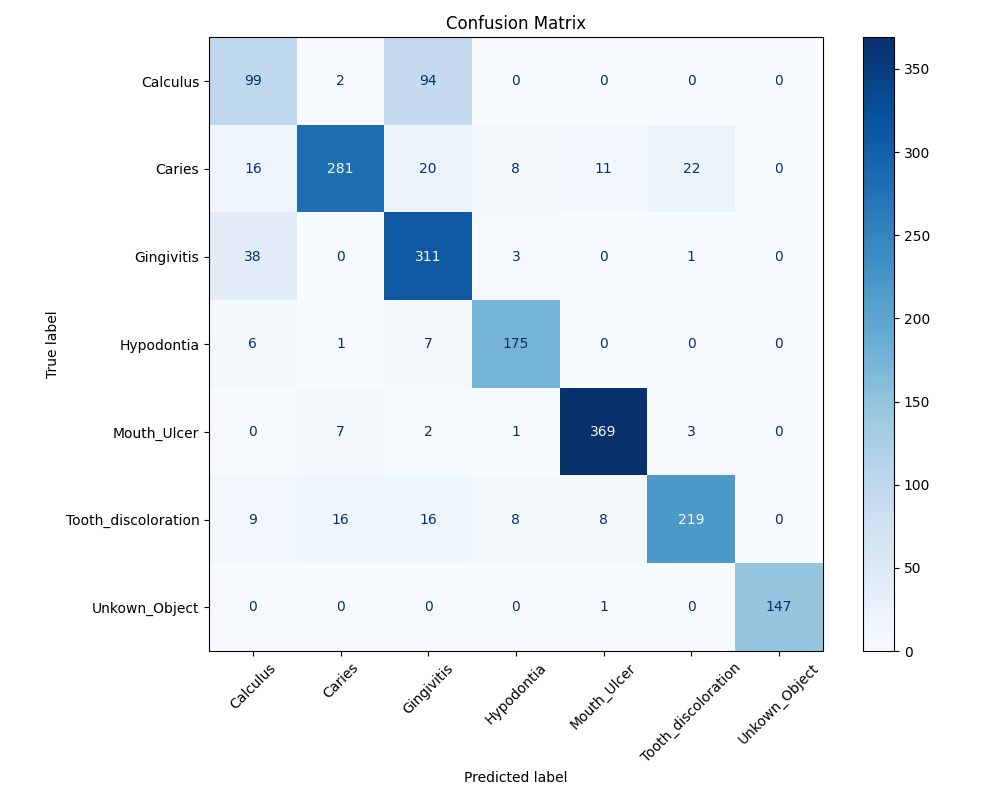 Confusion Matrix
Calculus 99 2 94 0 0 0 0
Caries 16 281 20 8 11 22 0
Gingivitis 38 0 311 3 0 1 0
Hypodontia 6 1 7 175 0 0 0
Mouth_Ulcer 0 7 2 1 369 3 0
Tooth_discoloration 9 16 16 8 8 219 0
Unkown_Object 0 0 0 0 1 0 147
True label
Calculus Caries Gingivitis Hypodontia Mouth_Ulcer Tooth_discoloration Unkown_Object
Predicted label
350
300
250
200
150
100
50
0